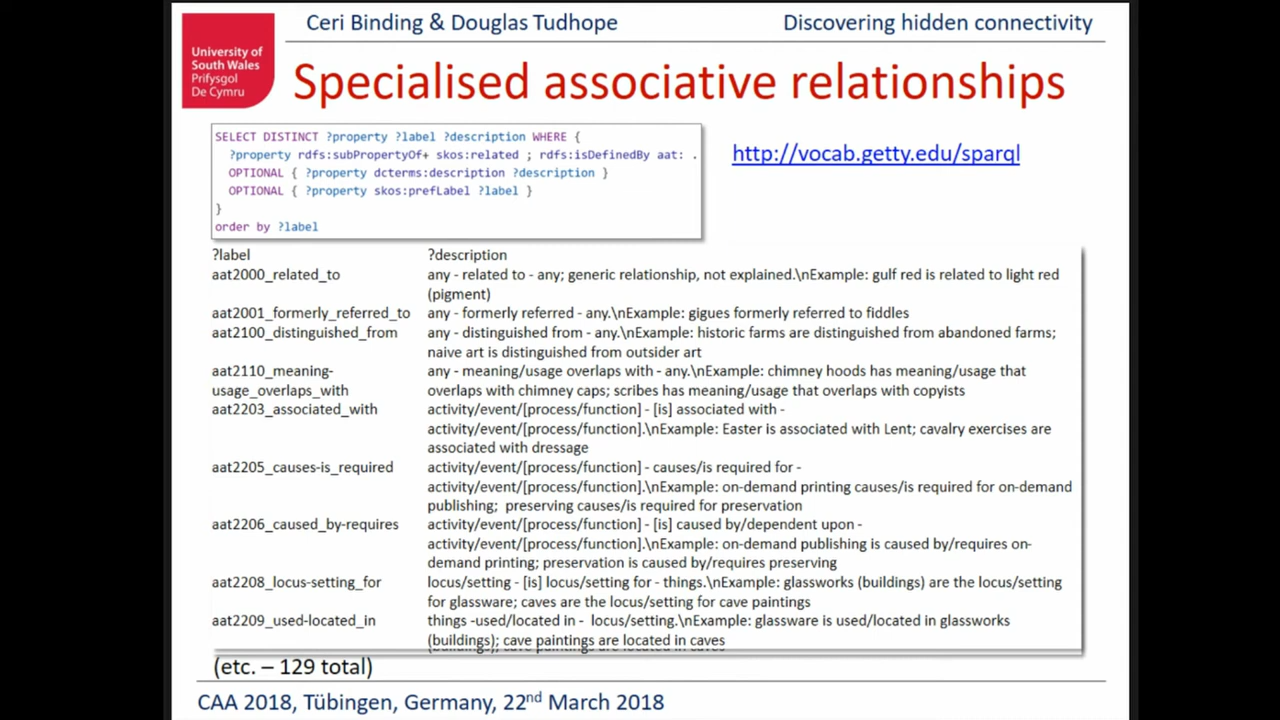 Ceri Binding & Douglas Tudhope
Discovering hidden connectivity
University of
South Wales
Prifysgol
De Cymru
Specialised associative relationships
SELECT DISTINCT ?property ?label ?description WHERE {
?property rdfs:subPropertyOf+ skos:related ; rdfs:isDefinedBy aat: .
OPTIONAL { ?property dcterms:description ?description }
OPTIONAL { ?property skos:prefLabel ?label }
}
order by ?label
http://vocab.getty.edu/sparql
?label ?description
aat2000_related_to any - related to - any; generic relationship, not explained.\nExample: gulf red is related to light red
(pigment)
aat2001_formerly_referred_to any - formerly referred - any.\nExample: gigues formerly referred to fiddles
aat2100_distinguished_from any - distinguished from - any.\nExample: historic farms are distinguished from abandoned farms;
naive art is distinguished from outsider art
aat2110_meaning- any - meaning/usage overlaps with - any.\nExample: chimney hoods has meaning/usage that
usage_overlaps_with overlaps with chimney caps; scribes has meaning/usage that overlaps with copyists
aat2203_associated_with activity/event/[process/function] - [is] associated with -
activity/event/[process/function].\nExample: Easter is associated with Lent; cavalry exercises are
associated with dressage
aat2205_causes-is_required activity/event/[process/function] - causes/is required for -
activity/event/[process/function].\nExample: on-demand printing causes/is required for on-demand
publishing; preserving causes/is required for preservation
aat2206_caused_by-requires activity/event/[process/function] - [is] caused by/dependent upon -
activity/event/[process/function].\nExample: on-demand publishing is caused by/requires on-
demand printing; preservation is caused by/requires preserving
aat2208_locus-setting_for locus/setting - [is] locus/setting for - things.\nExample: glassworks (buildings) are the locus/setting
for glassware; caves are the locus/setting for cave paintings
aat2209_used-located_in things -used/located in - locus/setting.\nExample: glassware is used/located in glassworks
(buildings); cave paintings are located in caves
(etc. – 129 total)
CAA 2018, Tübingen, Germany, 22nd March 2018